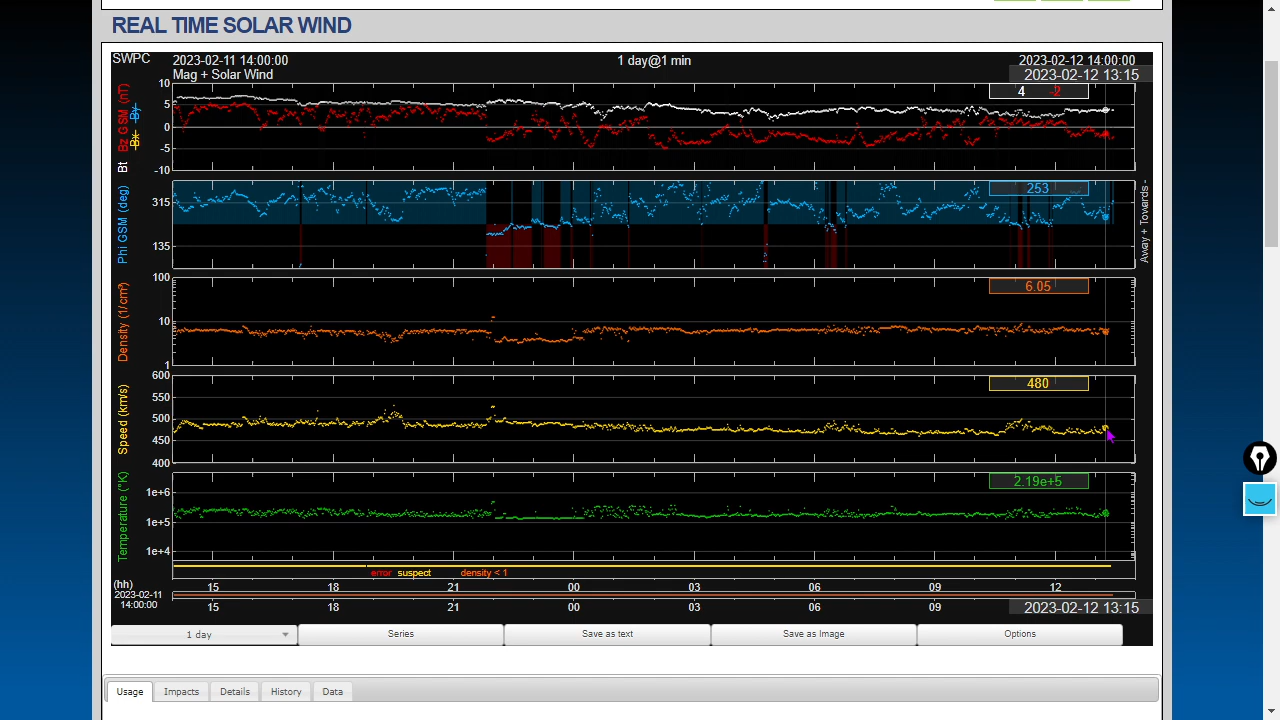 REAL TIME SOLAR WIND
SWPC 2023-02-11 14:00:00 1 day@1 min 2023-02-12 14:00:00
Mag + Solar Wind 2023-02-12 13:15
Bt Bz GSM (nT)
Bx By
10
5
0
-5
-10
4 -2
Phi GSM (deg)
315
135
253
Away + Towards -
Density (1/cm³)
100
10
1
6.05
Speed (km/s)
600
550
500
450
400
480
Temperature (°K)
1e+6
1e+5
1e+4
2.19e+5
error suspect density < 1
(hh) 15 18 21 00 03 06 09 12
2023-02-11
14:00:00 15 18 21 00 03 06 09 2023-02-12 13:15
1 day Series Save as text Save as Image Options
Usage Impacts Details History Data